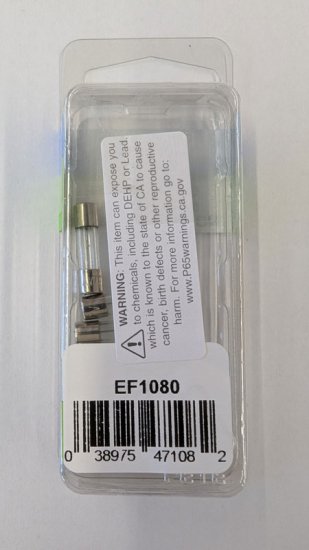 WARNING: This item can expose you
to chemicals, including DEHP or Lead.
which is known to the state of CA to cause
cancer, birth defects or other reproductive
harm. For more information go to:
www.P65warnings.ca.gov
EF1080
0 38975 47108 2